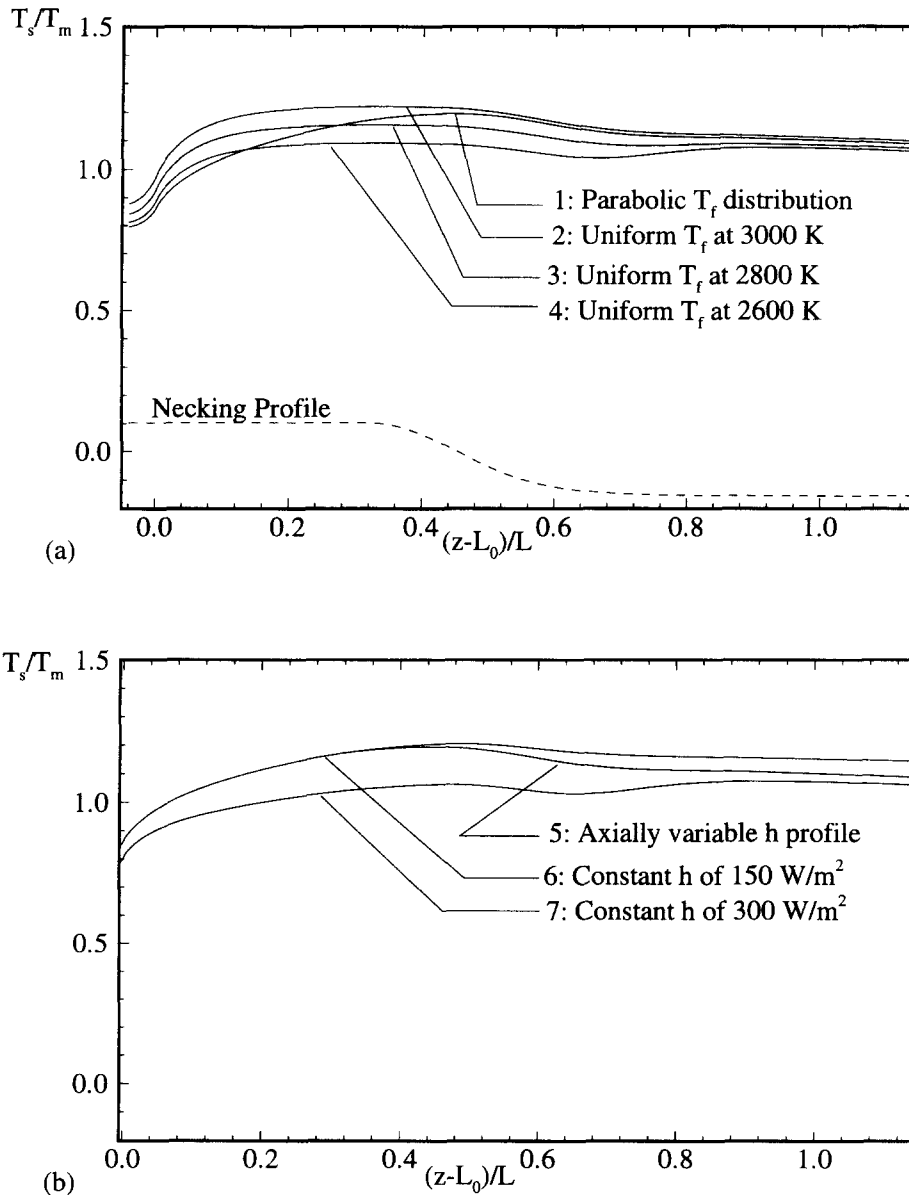 T_s/T_m
1.5
1.0
0.5
0.0
1: Parabolic T_f distribution
2: Uniform T_f at 3000 K
3: Uniform T_f at 2800 K
4: Uniform T_f at 2600 K
Necking Profile
0.0 0.2 0.4 0.6 0.8 1.0
(z-L_0)/L
(a)
T_s/T_m
1.5
1.0
0.5
0.0
5: Axially variable h profile
6: Constant h of 150 W/m²
7: Constant h of 300 W/m²
0.0 0.2 0.4 0.6 0.8 1.0
(z-L_0)/L
(b)